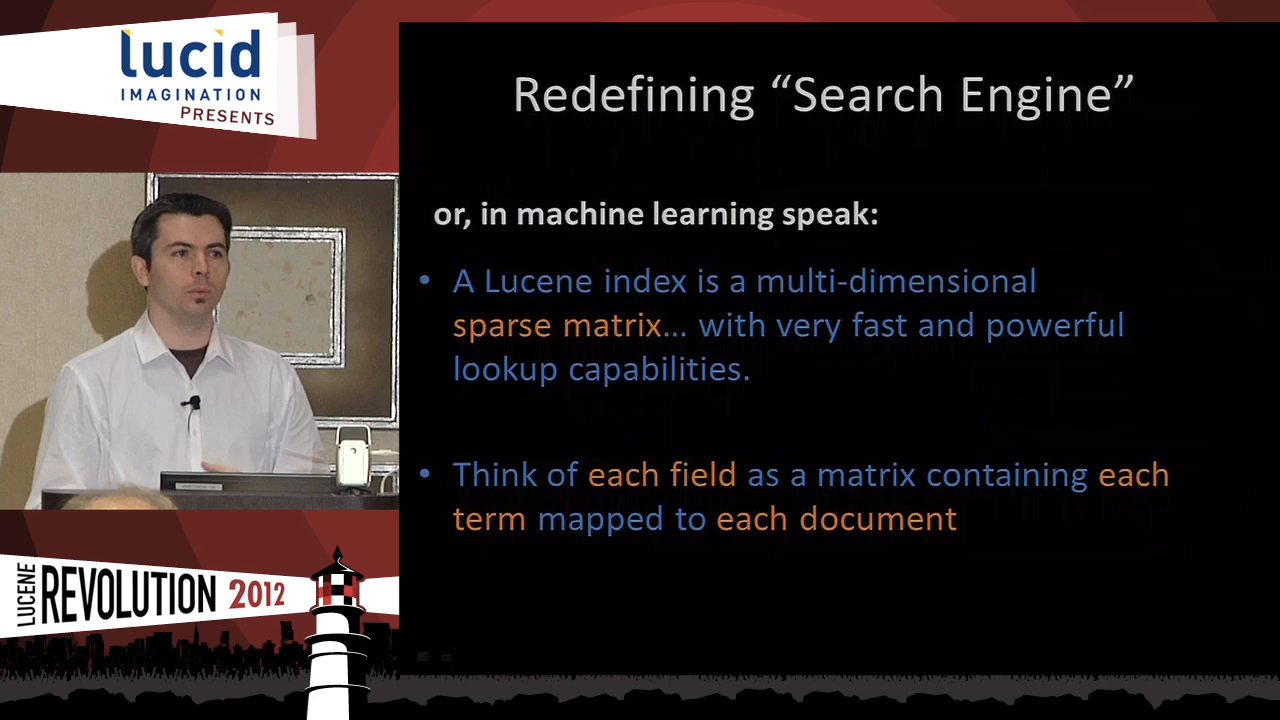 lucid
IMAGINATION
PRESENTS
Redefining “Search Engine”
or, in machine learning speak:
• A Lucene index is a multi-dimensional
sparse matrix… with very fast and powerful
lookup capabilities.
• Think of each field as a matrix containing each
term mapped to each document
LUCENE
REVOLUTION 2012